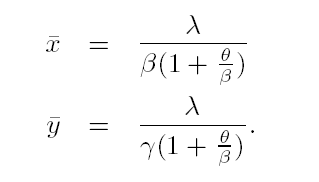 x̄ = λ / β(1 + θ/β)
ȳ = λ / γ(1 + θ/β).